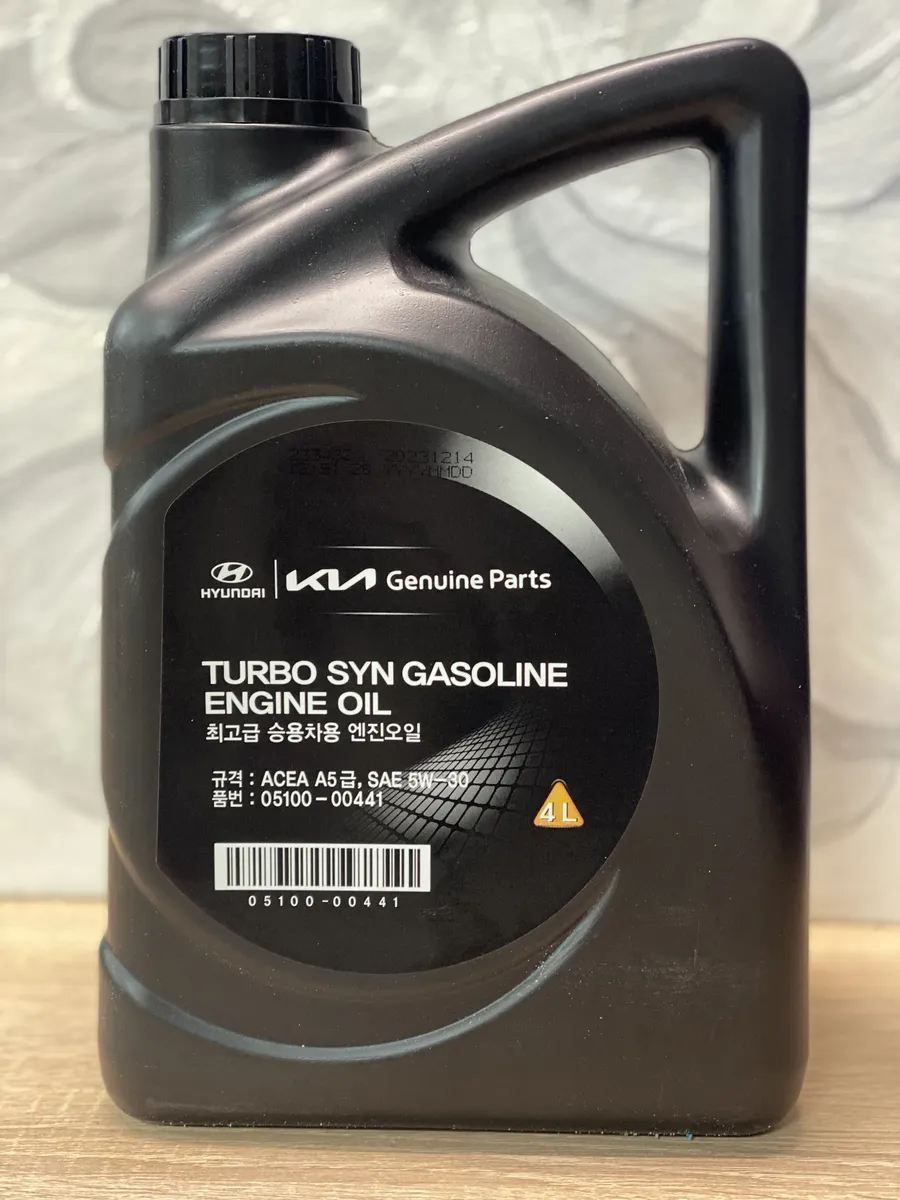 20231214
YYYYMMDD
HYUNDAI KIA Genuine Parts
TURBO SYN GASOLINE
ENGINE OIL
최고급 승용차용 엔진오일
규격 : ACEA A5급, SAE 5W-30
품번 : 05100-00441
4 L
05100-00441